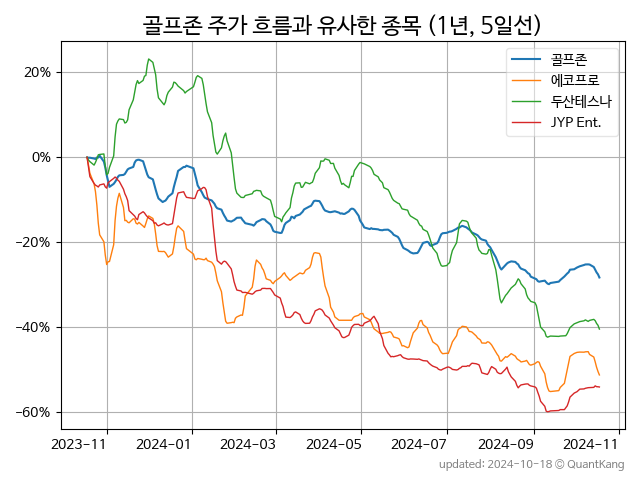 골프존 주가 흐름과 유사한 종목 (1년, 5일선)
골프존
에코프로
두산테스나
JYP Ent.
20%
0%
−20%
−40%
−60%
2023−11
2024−01
2024−03
2024−05
2024−07
2024−09
2024−11
updated: 2024-10-18 © QuantKang